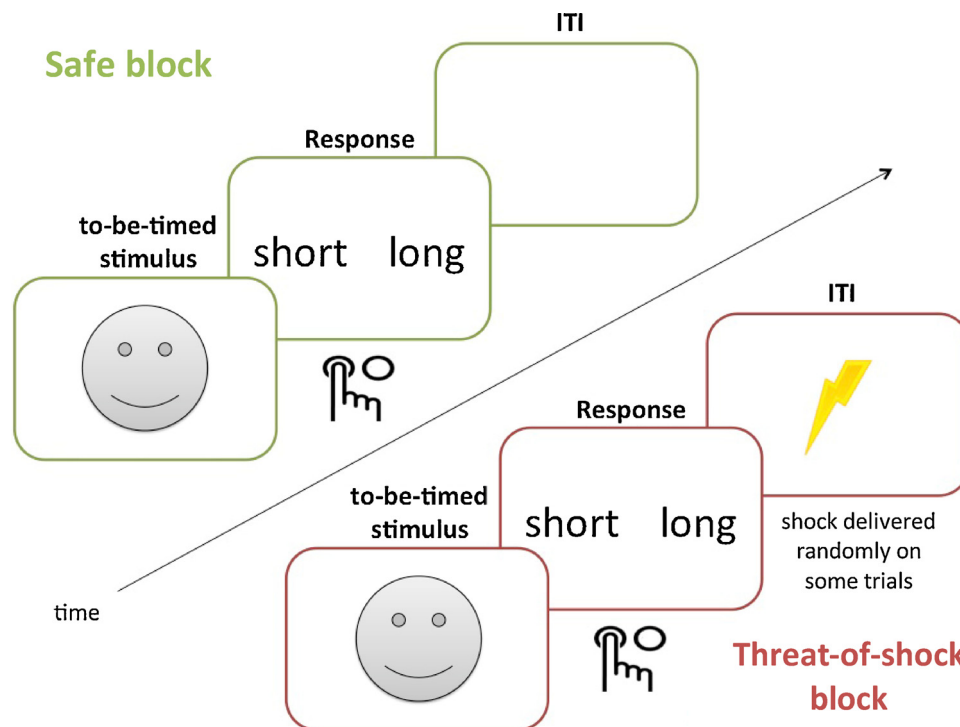 Safe block
ITI
Response
to-be-timed
stimulus
short long
ITI
Response
to-be-timed
stimulus
short long
shock delivered
randomly on
some trials
time
Threat-of-shock
block